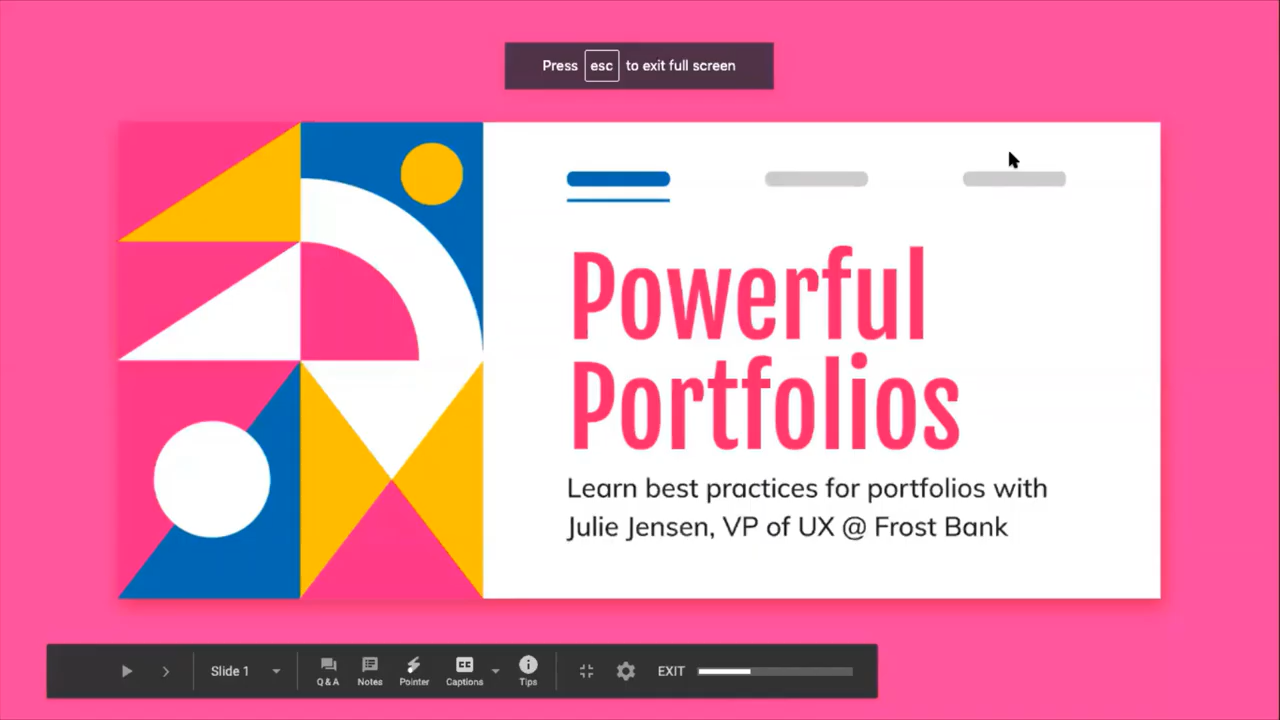 Press esc to exit full screen
Powerful
Portfolios
Learn best practices for portfolios with
Julie Jensen, VP of UX @ Frost Bank
Slide 1
Q&A
Notes
Pointer
CC
Captions
Tips
EXIT